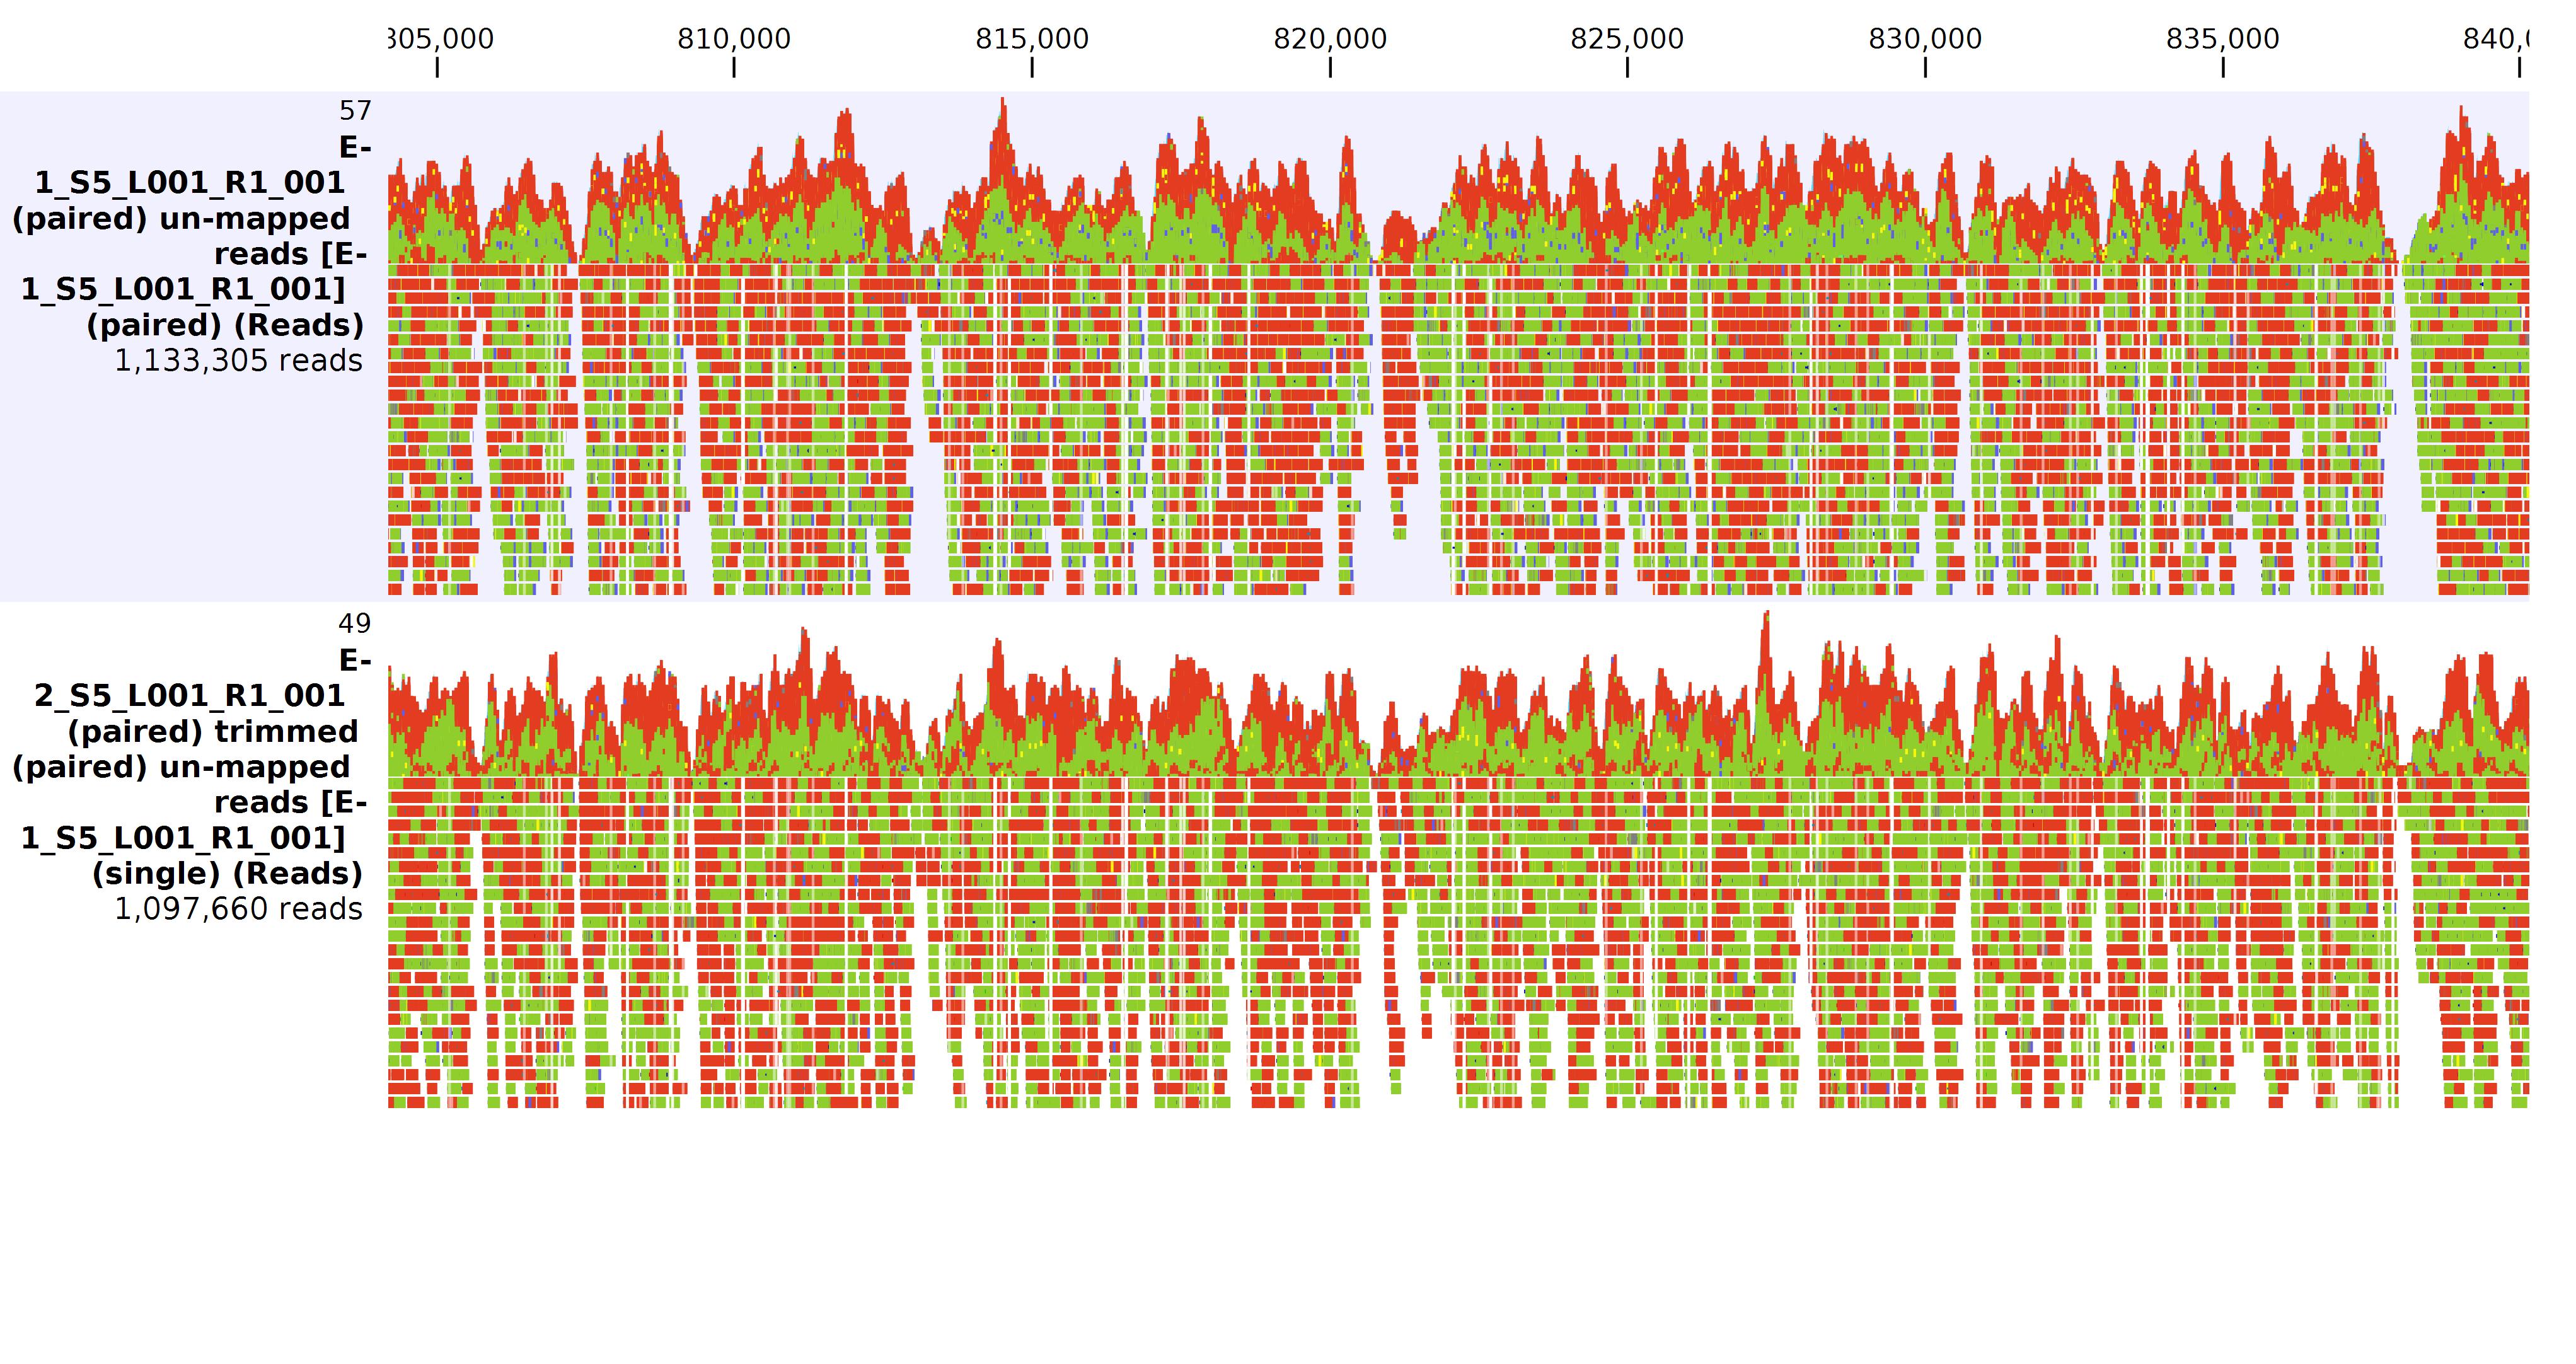 805,000 810,000 815,000 820,000 825,000 830,000 835,000 840,0
57
E-
1_S5_L001_R1_001
(paired) un-mapped
reads [E-
1_S5_L001_R1_001]
(paired) (Reads)
1,133,305 reads
49
E-
2_S5_L001_R1_001
(paired) trimmed
(paired) un-mapped
reads [E-
1_S5_L001_R1_001]
(single) (Reads)
1,097,660 reads